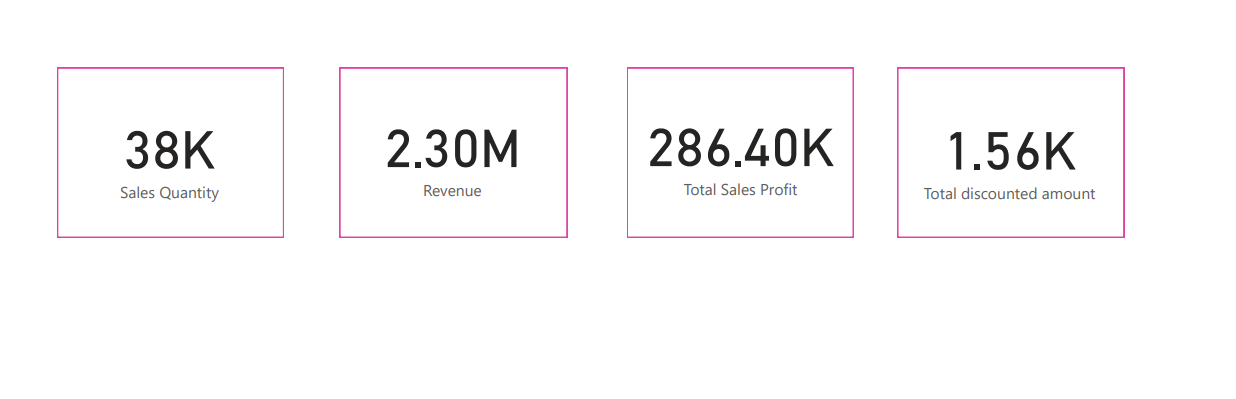 38K
Sales Quantity
2.30M
Revenue
286.40K
Total Sales Profit
1.56K
Total discounted amount